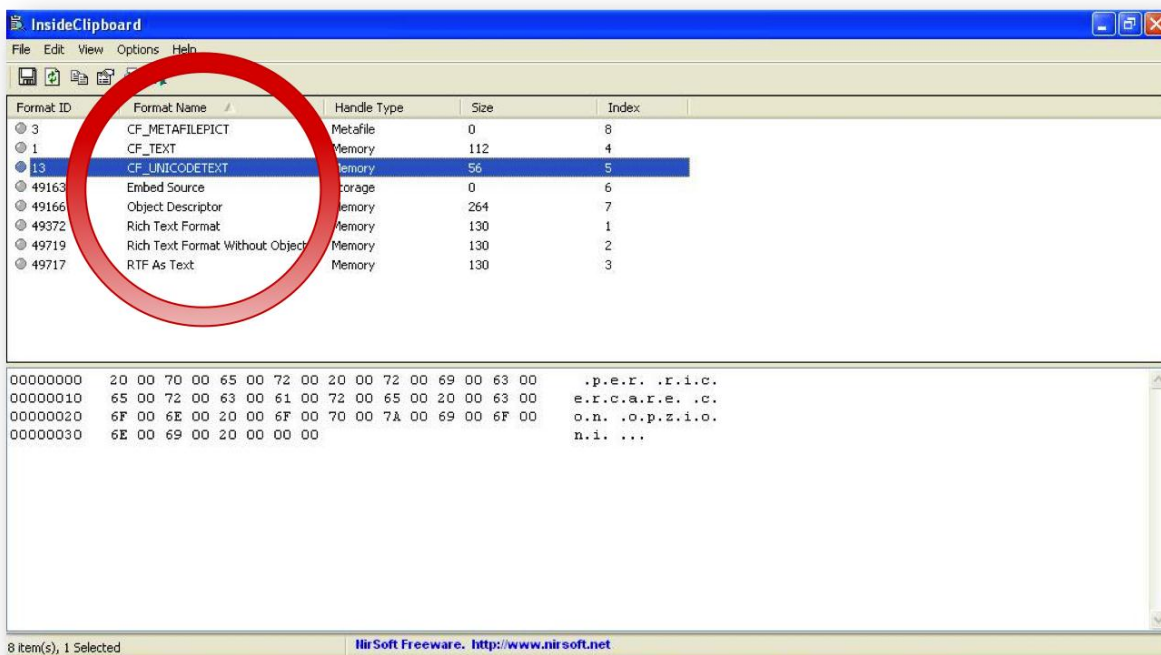 InsideClipboard
File Edit View Options Help
Format ID Format Name Handle Type Size Index
3 CF_METAFILEPICT Metafile 0 8
1 CF_TEXT Memory 112 4
13 CF_UNICODETEXT Memory 56 5
49163 Embed Source Storage 0 6
49166 Object Descriptor Memory 264 7
49372 Rich Text Format Memory 130 1
49719 Rich Text Format Without Object Memory 130 2
49717 RTF As Text Memory 130 3
00000000 20 00 70 00 65 00 72 00 20 00 72 00 69 00 63 00 .p.e.r. .r.i.c.
00000010 65 00 72 00 63 00 61 00 72 00 65 00 20 00 63 00 e.r.c.a.r.e. .c.
00000020 6F 00 6E 00 20 00 6F 00 70 00 7A 00 69 00 6F 00 o.n. .o.p.z.i.o.
00000030 6E 00 69 00 20 00 00 00 n.i. ...
8 item(s), 1 Selected NirSoft Freeware. http://www.nirsoft.net